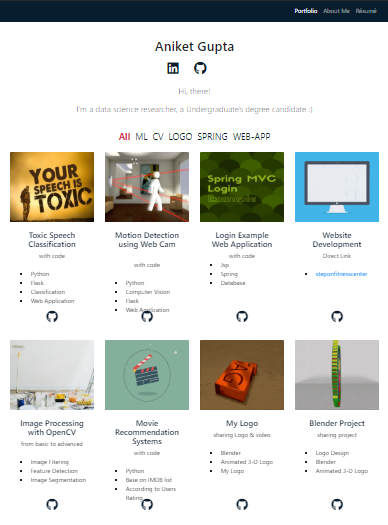 Portfolio About Me Résumé
Aniket Gupta
Hi, there!
I'm a data science researcher, a Undergraduate's degree candidate :)
All ML CV LOGO SPRING WEB-APP
YOUR
SPEECH IS
TOXIC
Toxic Speech
Classification
with code
Python
Flask
Classification
Web Application
Motion Detection
using Web Cam
with code
Python
Computer Vision
Flask
Web Application
Spring MVC
Login
Example
Login Example
Web Application
with code
Jsp
Spring
Database
Website
Development
Direct Link
steponfitnesscenter
Image Processing
with OpenCV
from basic to advanced
Image Filtering
Feature Detection
Image Segmentation
Movie
Recommendation
Systems
with code
Python
Base on IMDB list
According to Users
Rating
My Logo
sharing Logo & video
Blender
Animated 3-D Logo
My Logo
Blender Project
sharing project
Logo Design
Blender
Animated 3-D Logo